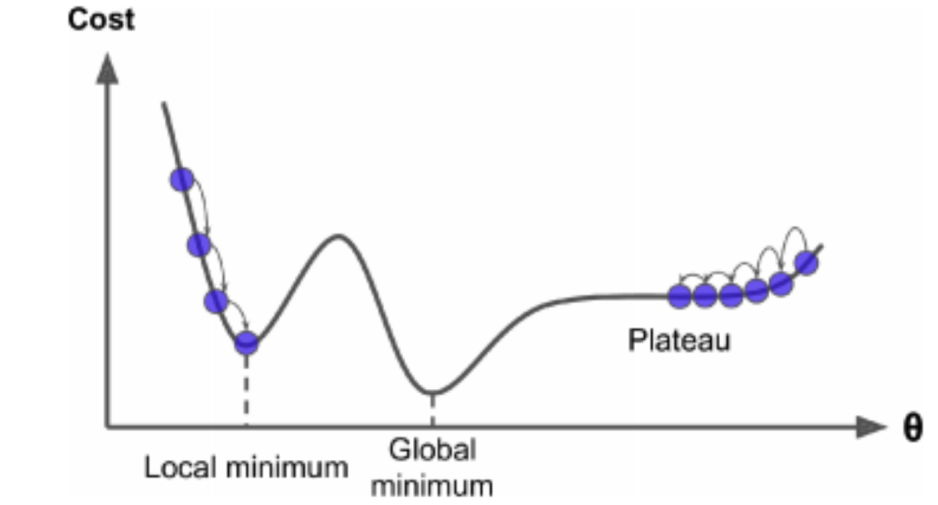 Cost
Plateau
θ
Local minimum
Global
minimum